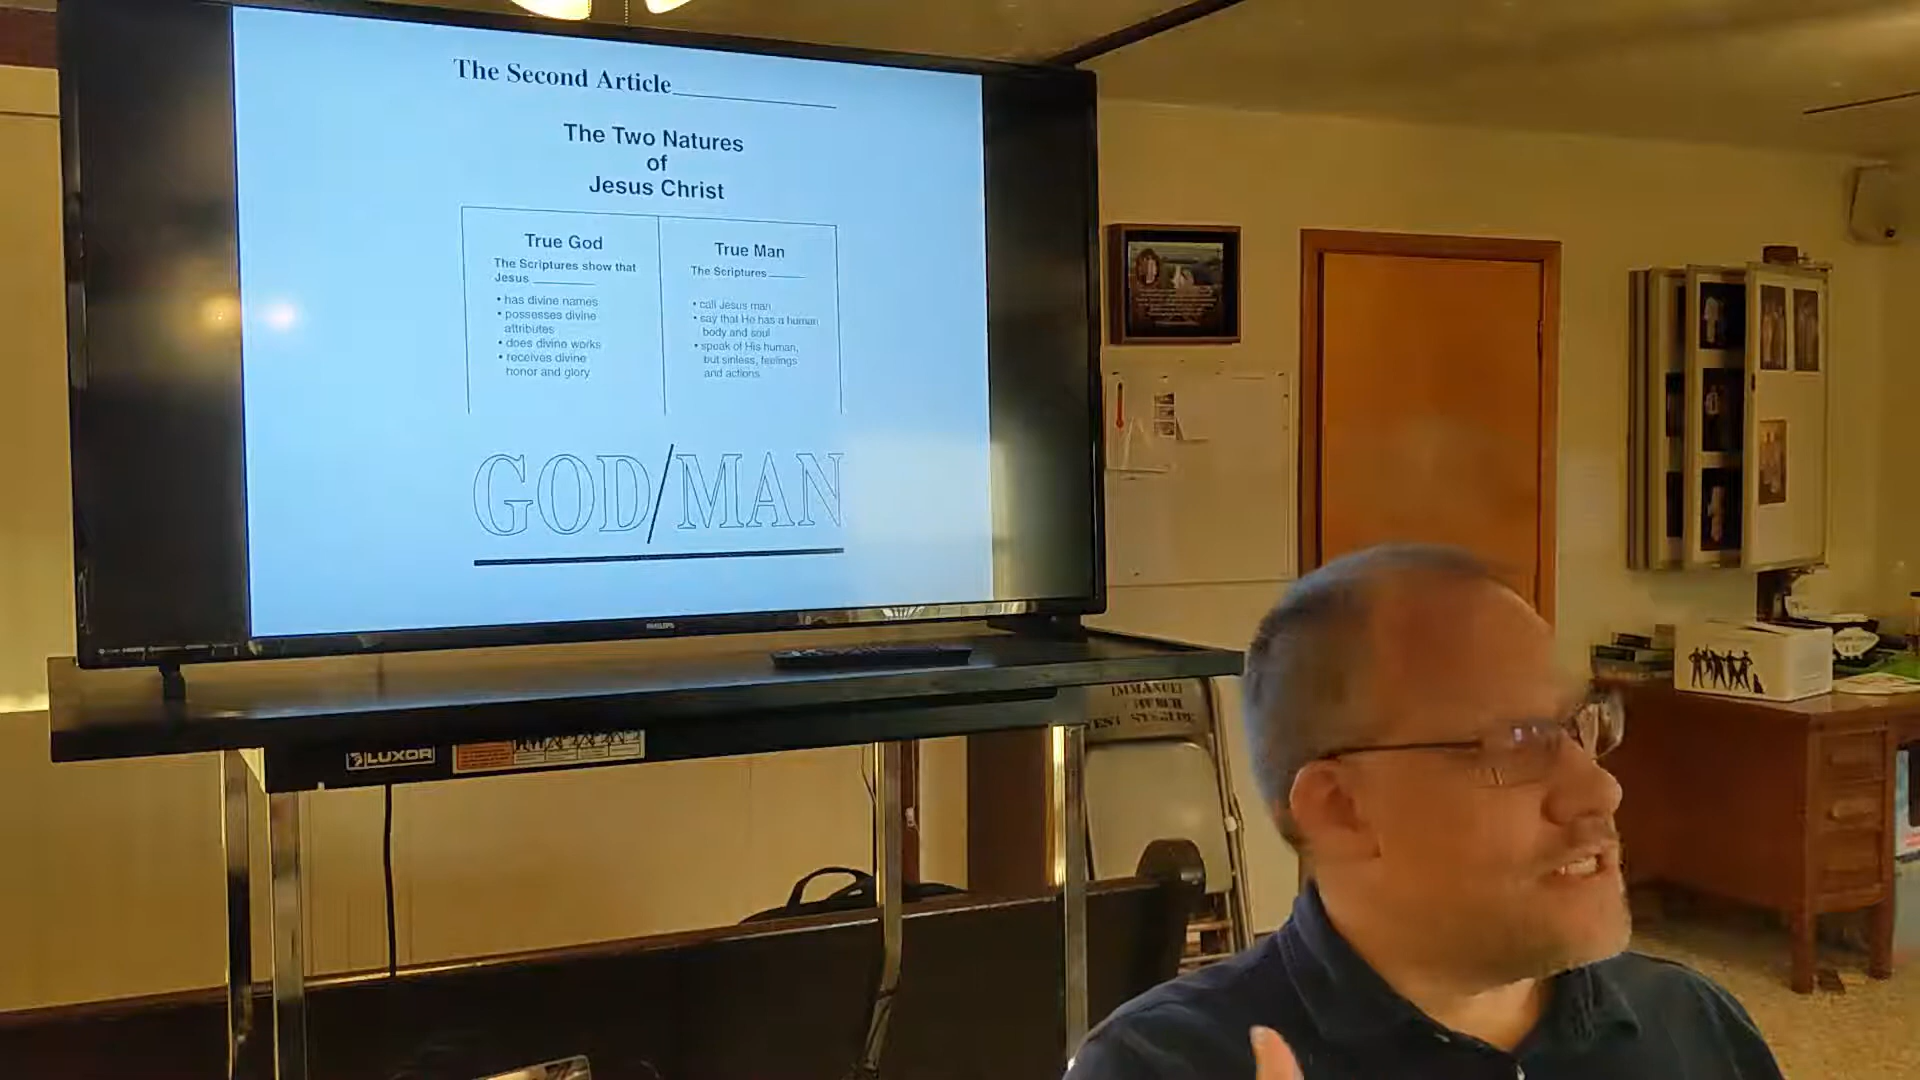 The Second Article__________
The Two Natures
of
Jesus Christ
True God
The Scriptures show that
Jesus ________
• has divine names
• possesses divine
attributes
• does divine works
• receives divine
honor and glory
True Man
The Scriptures _____
• call Jesus man
• say that He has a human
body and soul
• speak of His human,
but sinless, feelings
and actions
GOD/MAN
PHILIPS
LUXOR
IMMANUEL